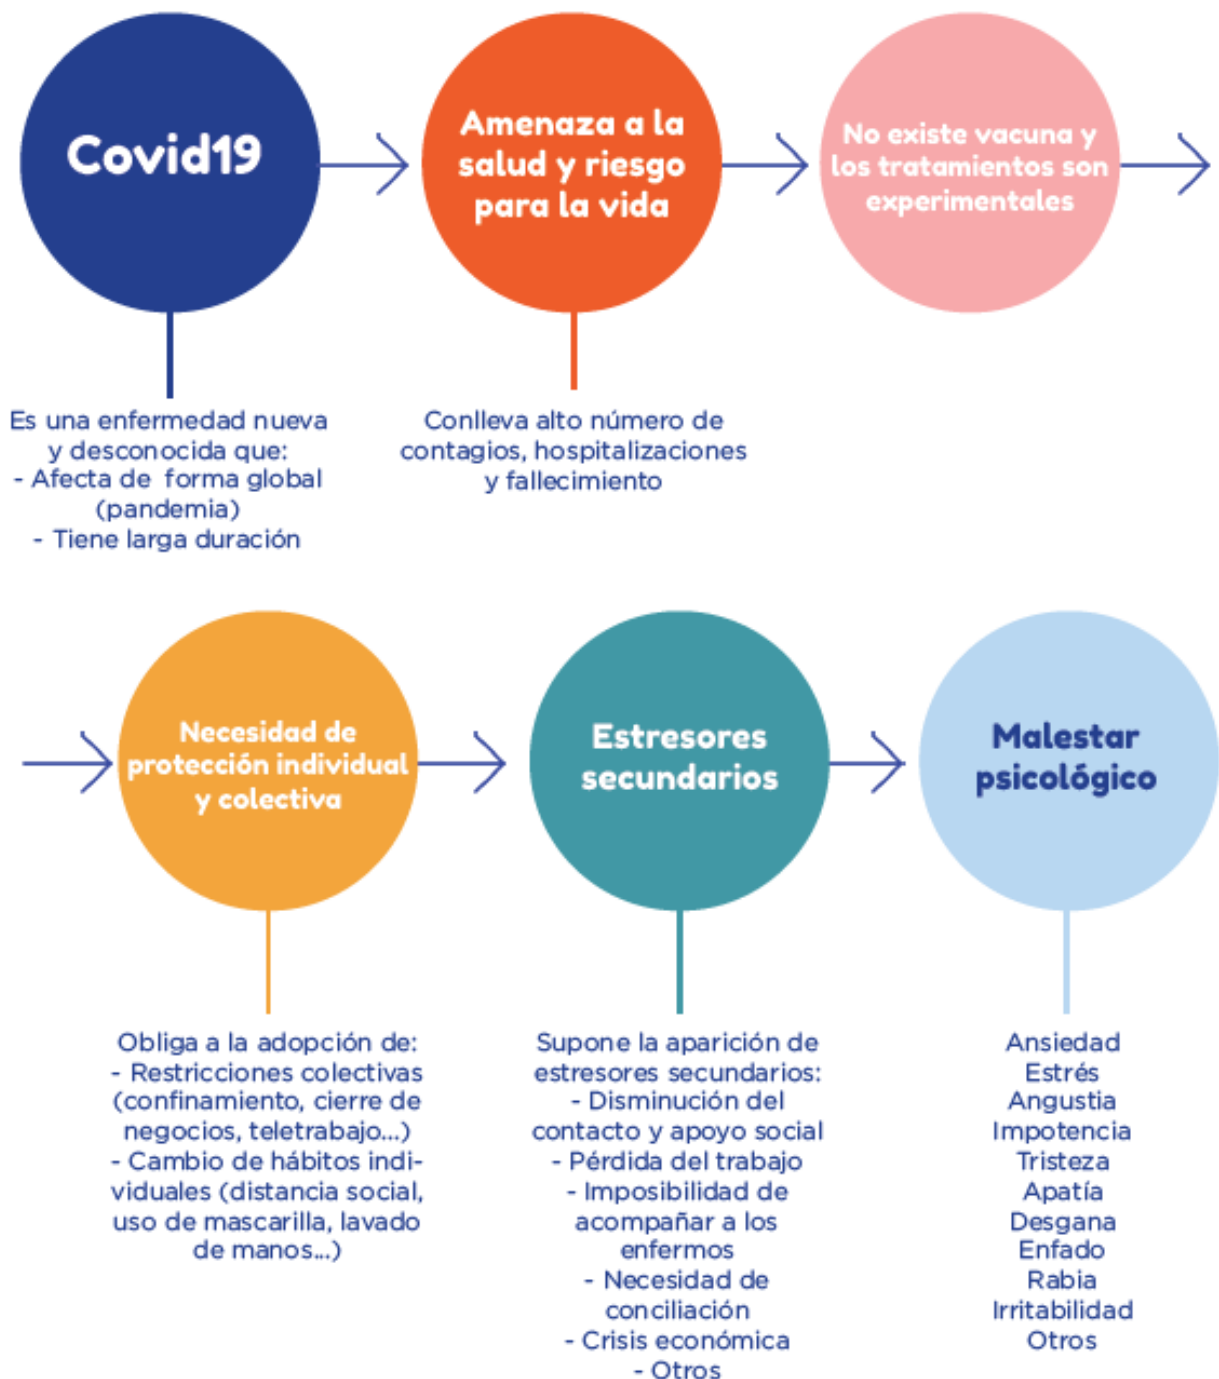 Covid19
Amenaza a la
salud y riesgo
para la vida
No existe vacuna y
los tratamientos son
experimentales
Es una enfermedad nueva
y desconocida que:
- Afecta de forma global
(pandemia)
- Tiene larga duración
Conlleva alto número de
contagios, hospitalizaciones
y fallecimiento
Necesidad de
protección individual
y colectiva
Estresores
secundarios
Malestar
psicológico
Obliga a la adopción de:
- Restricciones colectivas
(confinamiento, cierre de
negocios, teletrabajo...)
- Cambio de hábitos indi-
viduales (distancia social,
uso de mascarilla, lavado
de manos...)
Supone la aparición de
estresores secundarios:
- Disminución del
contacto y apoyo social
- Pérdida del trabajo
- Imposibilidad de
acompañar a los
enfermos
- Necesidad de
conciliación
- Crisis económica
- Otros
Ansiedad
Estrés
Angustia
Impotencia
Tristeza
Apatía
Desgana
Enfado
Rabia
Irritabilidad
Otros